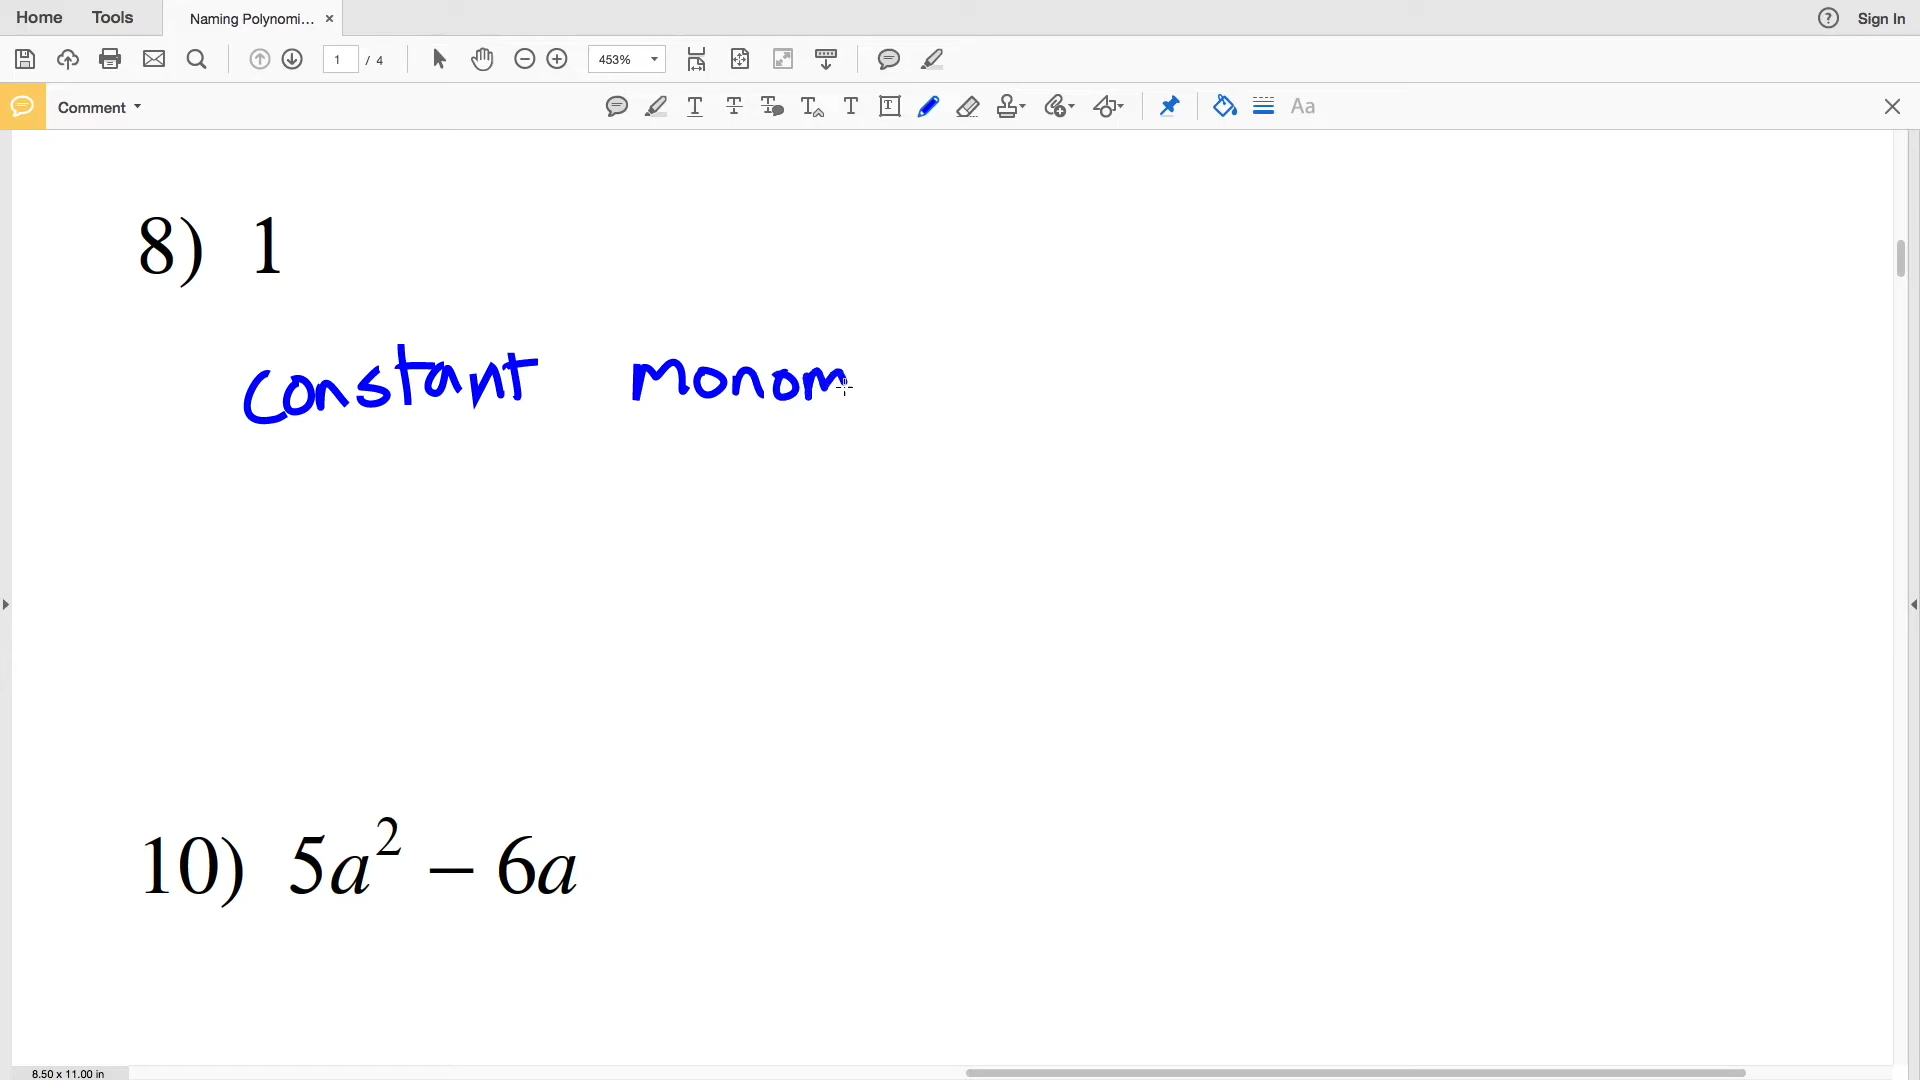 Home Tools Naming Polynomi... × ? Sign In
1 / 4 453%
Comment T T T T T T Aa
8) 1
constant monom
10) 5a² − 6a
8.50 x 11.00 in